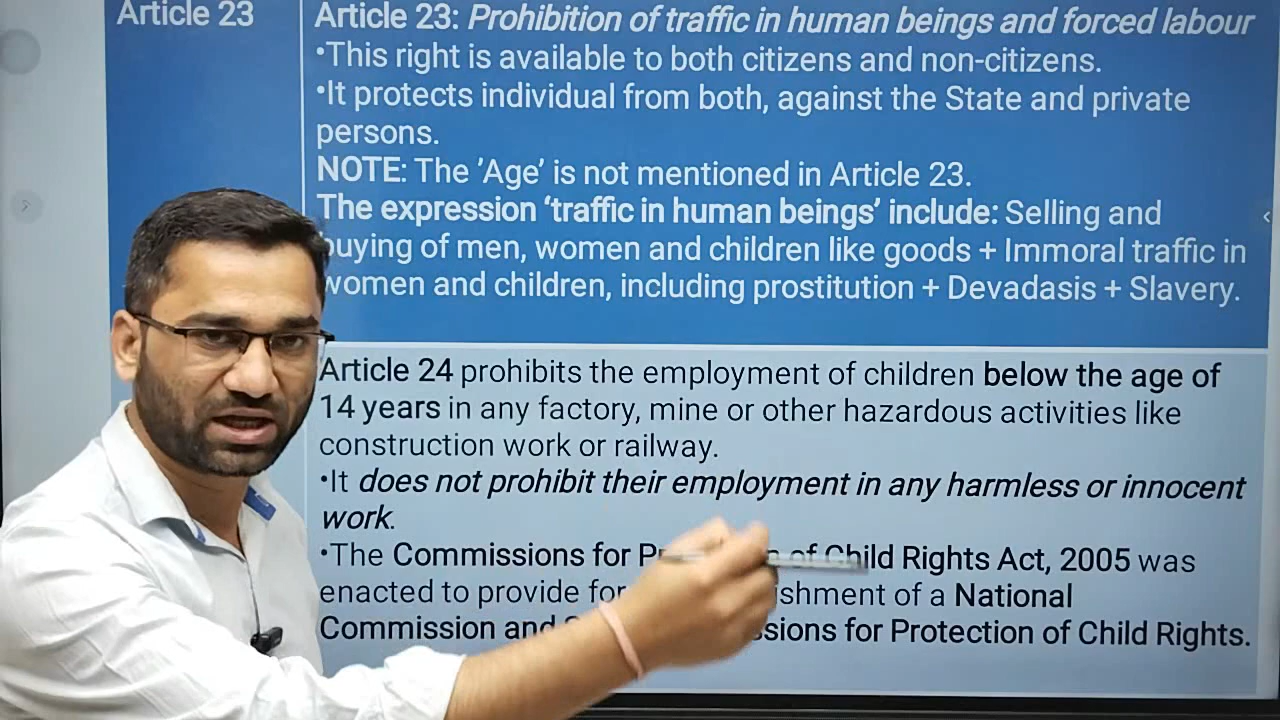 Article 23
Article 23: Prohibition of traffic in human beings and forced labour
•This right is available to both citizens and non-citizens.
•It protects individual from both, against the State and private
persons.
NOTE: The 'Age' is not mentioned in Article 23.
The expression 'traffic in human beings' include: Selling and
buying of men, women and children like goods + Immoral traffic in
women and children, including prostitution + Devadasis + Slavery.
Article 24 prohibits the employment of children below the age of
14 years in any factory, mine or other hazardous activities like
construction work or railway.
•It does not prohibit their employment in any harmless or innocent
work.
•The Commissions for of Child Rights Act, 2005 was
enacted to provide for of a National
Commission and for Protection of Child Rights.